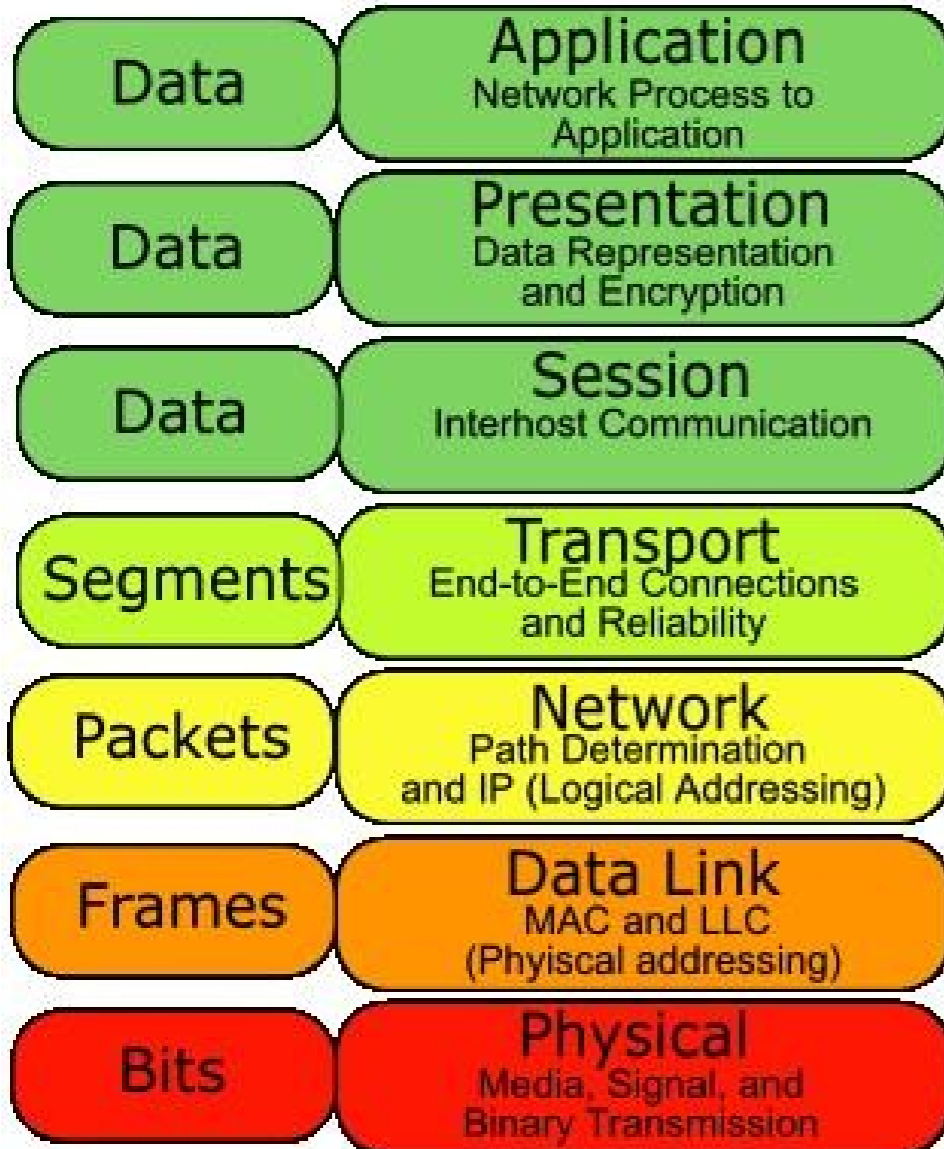 Data
Application
Network Process to
Application
Data
Presentation
Data Representation
and Encryption
Data
Session
Interhost Communication
Segments
Transport
End-to-End Connections
and Reliability
Packets
Network
Path Determination
and IP (Logical Addressing)
Frames
Data Link
MAC and LLC
(Phyiscal addressing)
Bits
Physical
Media, Signal, and
Binary Transmission